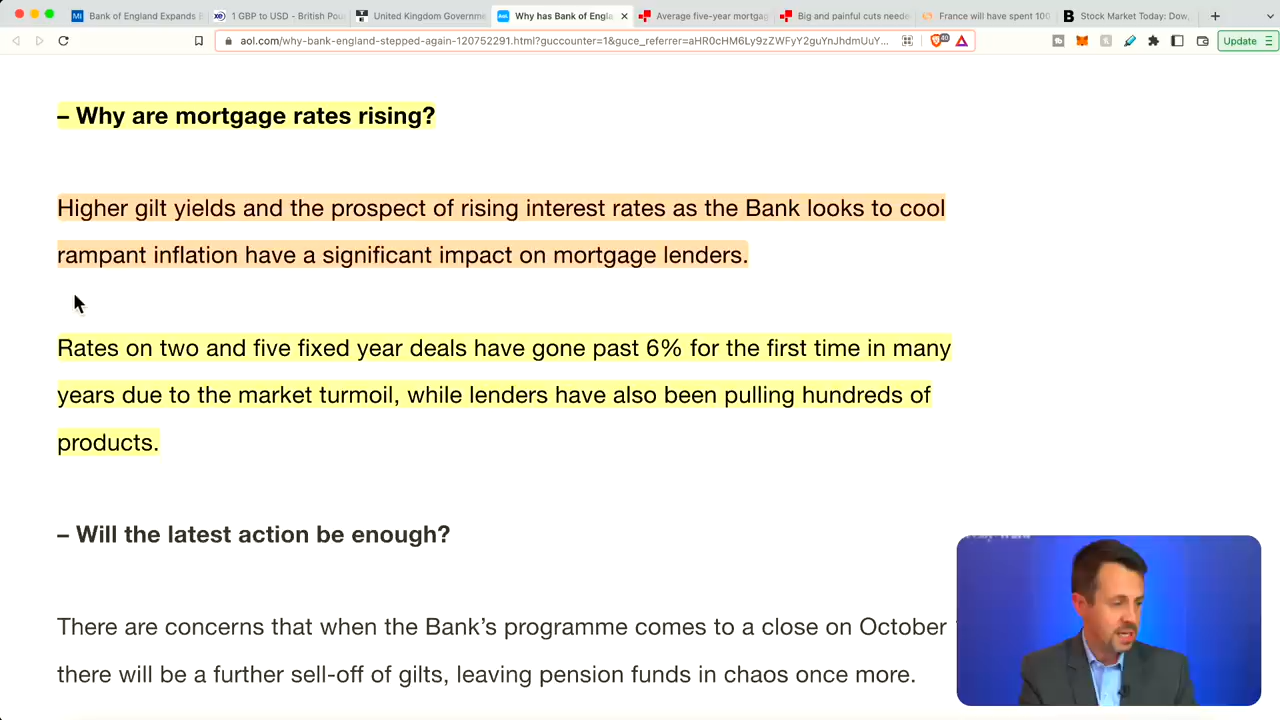 Bank of England Expands E
1 GBP to USD - British Pou
United Kingdom Governme
Why has Bank of Engla
Average five-year mortgag
Big and painful cuts neede
France will have spent 100
Stock Market Today: Dow,
aol.com/why-bank-england-stepped-again-120752291.html?guccounter=1&guce_referrer=aHR0cHM6Ly9zZWFyY2guYnJhdmUuY...
40
Update
– Why are mortgage rates rising?
Higher gilt yields and the prospect of rising interest rates as the Bank looks to cool
rampant inflation have a significant impact on mortgage lenders.
Rates on two and five fixed year deals have gone past 6% for the first time in many
years due to the market turmoil, while lenders have also been pulling hundreds of
products.
– Will the latest action be enough?
There are concerns that when the Bank’s programme comes to a close on October
there will be a further sell-off of gilts, leaving pension funds in chaos once more.